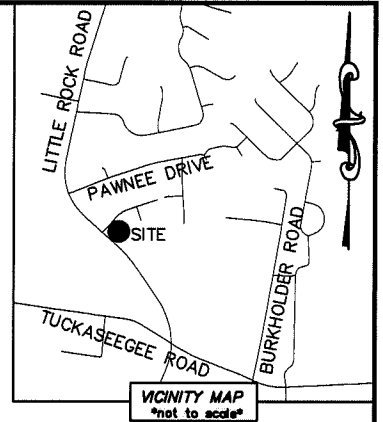 LITTLE ROCK ROAD
PAWNEE DRIVE
SITE
BURKHOLDER ROAD
TUCKASEEGEE ROAD
VICINITY MAP
*not to scale*